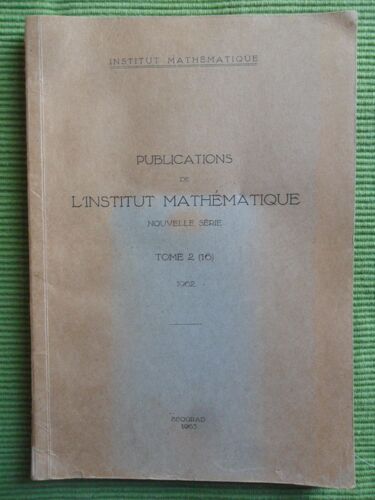 INSTITUT MATHÉMATIQUE
PUBLICATIONS
DE
L'INSTITUT MATHÉMATIQUE
NOUVELLE SÉRIE
TOME 2 (16)
1962
BEOGRAD
1963